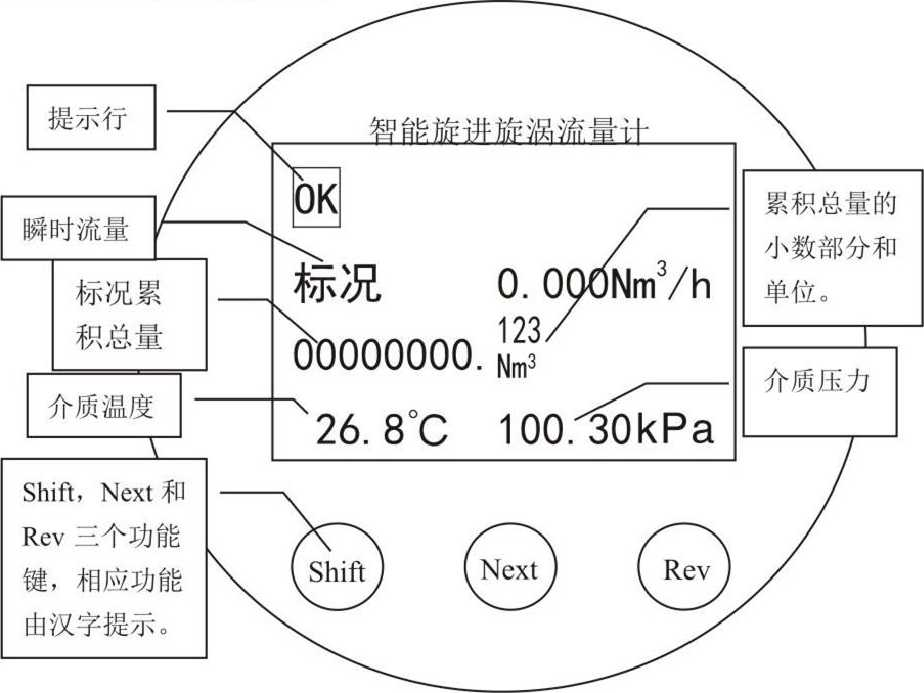 智能旋进旋涡流量计
提示行
OK
瞬时流量
标况 0.000Nm³/h
标况累
积总量
00000000. 123
Nm³
介质温度
26.8℃ 100.30kPa
累积总量的
小数部分和
单位。
介质压力
Shift，Next 和
Rev 三个功能
键，相应功能
由汉字提示。
Shift Next Rev